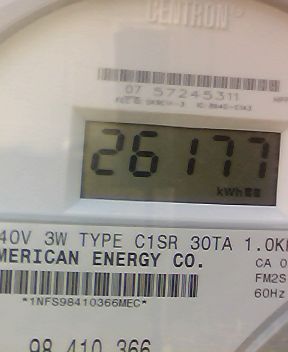 CENTRON®
07 57245311
26177
kWh
40V 3W TYPE C1SR 30TA 1.0K
MERICAN ENERGY CO.
CA 0
FM2S
60Hz
*1NFS98410366MEC*
98 410 366